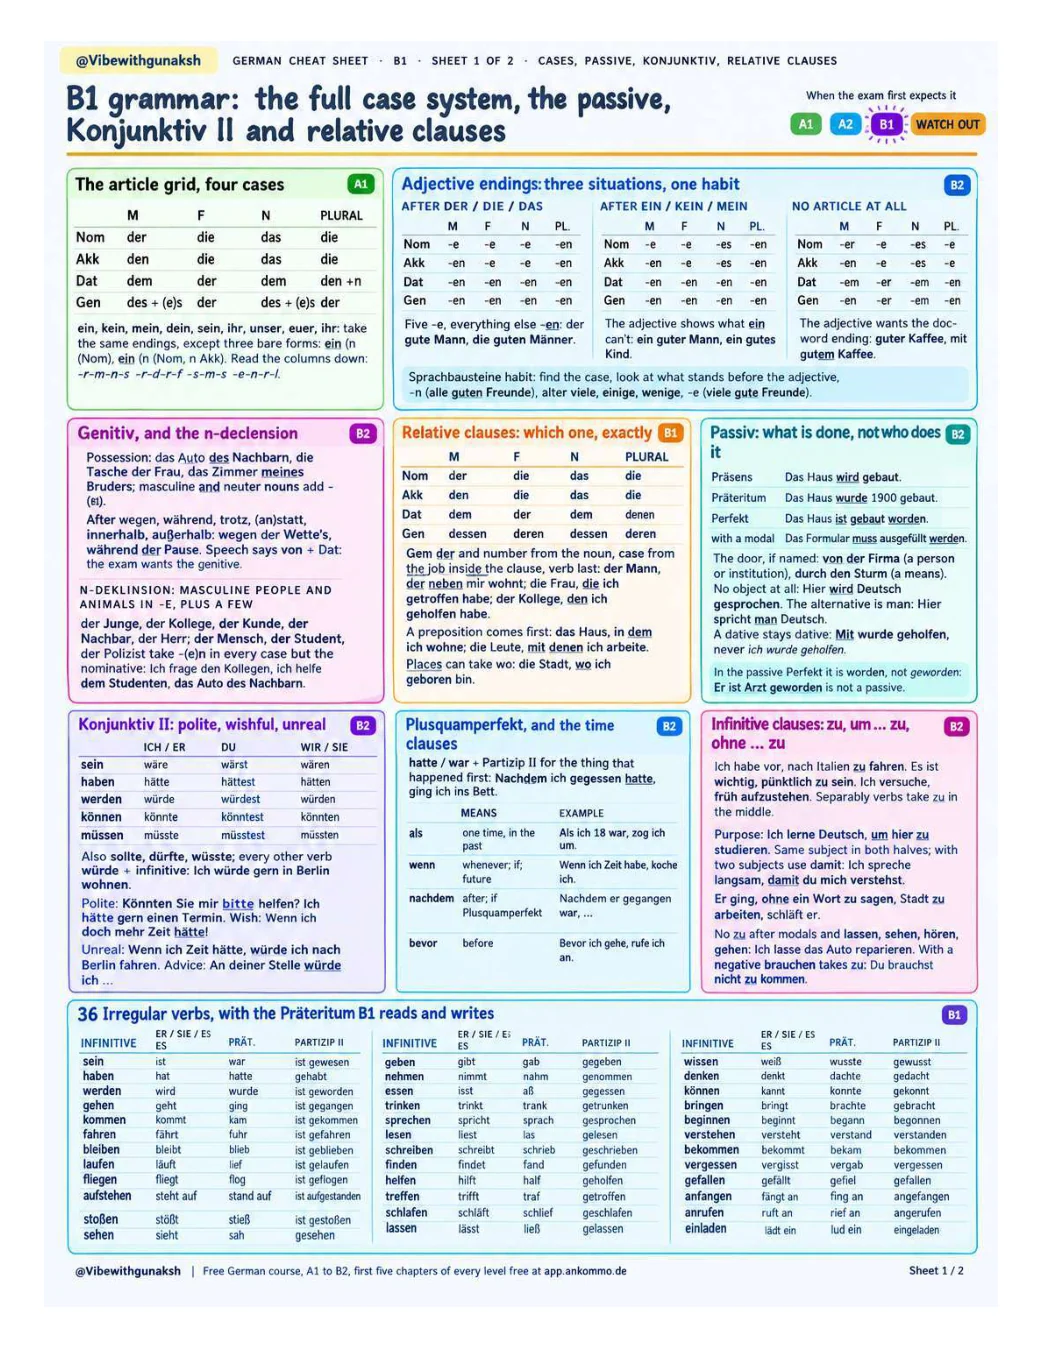 @Vibewithgunaksh
GERMAN CHEAT SHEET · B1 · SHEET 1 OF 2 · CASES, PASSIVE, KONJUNKTIV, RELATIVE CLAUSES
B1 grammar: the full case system, the passive,
Konjunktiv II and relative clauses
When the exam first expects it
A1 A2 B1 WATCH OUT
The article grid, four cases A1
M F N PLURAL
Nom der die das die
Akk den die das die
Dat dem der dem den +n
Gen des + (e)s der des + (e)s der
ein, kein, mein, dein, sein, ihr, unser, euer, ihr: take
the same endings, except three bare forms: ein (n
(Nom), ein (n (Nom, n Akk). Read the columns down:
-r-m-n-s -r-d-r-f -s-m-s -e-n-r-l.
Adjective endings: three situations, one habit B2
AFTER DER / DIE / DAS
M F N PL.
Nom -e -e -e -en
Akk -en -e -e -en
Dat -en -en -en -en
Gen -en -en -en -en
Five -e, everything else -en: der
gute Mann, die guten Männer.
AFTER EIN / KEIN / MEIN
M F N PL.
Nom -e -e -es -en
Akk -en -e -es -en
Dat -en -en -en -en
Gen -en -en -en -en
The adjective shows what ein
can't: ein guter Mann, ein gutes
Kind.
NO ARTICLE AT ALL
M F N PL.
Nom -er -e -es -e
Akk -en -e -es -e
Dat -em -er -em -en
Gen -en -er -em -en
The adjective wants the doc-
word ending: guter Kaffee, mit
gutem Kaffee.
Sprachbausteine habit: find the case, look at what stands before the adjective,
-n (alle guten Freunde), alter viele, einige, wenige, -e (viele gute Freunde).
Genitiv, and the n-declension B2
Possession: das Auto des Nachbarn, die
Tasche der Frau, das Zimmer meines
Bruders; masculine and neuter nouns add -
(es).
After wegen, während, trotz, (an)statt,
innerhalb, außerhalb: wegen der Wette's,
während der Pause. Speech says von + Dat:
the exam wants the genitive.
N-DEKLINSION: MASCULINE PEOPLE AND
ANIMALS IN -E, PLUS A FEW
der Junge, der Kollege, der Kunde, der
Nachbar, der Herr; der Mensch, der Student,
der Polizist take -(e)n in every case but the
nominative: Ich frage den Kollegen, ich helfe
dem Studenten, das Auto des Nachbarn.
Relative clauses: which one, exactly B1
M F N PLURAL
Nom der die das die
Akk den die das die
Dat dem der dem denen
Gen dessen deren dessen deren
Gem der and number from the noun, case from
the job inside the clause, verb last: der Mann,
der neben mir wohnt; die Frau, die ich
getroffen habe; der Kollege, den ich
geholfen habe.
A preposition comes first: das Haus, in dem
ich wohne; die Leute, mit denen ich arbeite.
Places can take wo: die Stadt, wo ich
geboren bin.
Passiv: what is done, not who does B2
it
Präsens Das Haus wird gebaut.
Präteritum Das Haus wurde 1900 gebaut.
Perfekt Das Haus ist gebaut worden.
with a modal Das Formular muss ausgefüllt werden.
The door, if named: von der Firma (a person
or institution), durch den Sturm (a means).
No object at all: Hier wird Deutsch
gesprochen. The alternative is man: Hier
spricht man Deutsch.
A dative stays dative: Mit wurde geholfen,
never ich wurde geholfen.
In the passive Perfekt it is worden, not geworden:
Er ist Arzt geworden is not a passive.
Konjunktiv II: polite, wishful, unreal B2
ICH / ER DU WIR / SIE
sein wäre wärst wären
haben hätte hättest hätten
werden würde würdest würden
können könnte könntest könnten
müssen müsste müsstest müssten
Also sollte, dürfte, wüsste; every other verb
würde + infinitive: Ich würde gern in Berlin
wohnen.
Polite: Könnten Sie mir bitte helfen? Ich
hätte gern einen Termin. Wish: Wenn ich
doch mehr Zeit hätte!
Unreal: Wenn ich Zeit hätte, würde ich nach
Berlin fahren. Advice: An deiner Stelle würde
ich ...
Plusquamperfekt, and the time B2
clauses
hatte / war + Partizip II for the thing that
happened first: Nachdem ich gegessen hatte,
ging ich ins Bett.
MEANS EXAMPLE
als one time, in the past Als ich 18 war, zog ich um.
wenn whenever; if; future Wenn ich Zeit habe, koche ich.
nachdem after; if Plusquamperfekt Nachdem er gegangen war, ...
bevor before Bevor ich gehe, rufe ich an.
Infinitive clauses: zu, um ... zu, B2
ohne ... zu
Ich habe vor, nach Italien zu fahren. Es ist
wichtig, pünktlich zu sein. Ich versuche,
früh aufzustehen. Separably verbs take zu in
the middle.
Purpose: Ich lerne Deutsch, um hier zu
studieren. Same subject in both halves; with
two subjects use damit: Ich spreche
langsam, damit du mich verstehst.
Er ging, ohne ein Wort zu sagen, Stadt zu
arbeiten, schläft er.
No zu after modals and lassen, sehen, hören,
gehen: Ich lasse das Auto reparieren. With a
negative brauchen takes zu: Du brauchst
nicht zu kommen.
36 Irregular verbs, with the Präteritum B1 reads and writes B1
INFINITIVE ER / SIE / ES ES PRÄT. PARTIZIP II
sein ist war ist gewesen
haben hat hatte gehabt
werden wird wurde ist geworden
gehen geht ging ist gegangen
kommen kommt kam ist gekommen
fahren fährt fuhr ist gefahren
bleiben bleibt blieb ist geblieben
laufen läuft lief ist gelaufen
fliegen fliegt flog ist geflogen
aufstehen steht auf stand auf ist aufgestanden
stoßen stößt stieß ist gestoßen
sehen sieht sah gesehen
INFINITIVE ER / SIE / ES ES PRÄT. PARTIZIP II
geben gibt gab gegeben
nehmen nimmt nahm genommen
essen isst aß gegessen
trinken trinkt trank getrunken
sprechen spricht sprach gesprochen
lesen liest las gelesen
schreiben schreibt schrieb geschrieben
finden findet fand gefunden
helfen hilft half geholfen
treffen trifft traf getroffen
schlafen schläft schlief geschlafen
lassen lässt ließ gelassen
INFINITIVE ER / SIE / ES ES PRÄT. PARTIZIP II
wissen weiß wusste gewusst
denken denkt dachte gedacht
können kannt konnte gekonnt
bringen bringt brachte gebracht
beginnen beginnt begann begonnen
verstehen versteht verstand verstanden
bekommen bekommt bekam bekommen
vergessen vergisst vergab vergessen
gefallen gefällt gefiel gefallen
anfangen fängt an fing an angefangen
anrufen ruft an rief an angerufen
einladen lädt ein lud ein eingeladen
@Vibewithgunaksh | Free German course, A1 to B2, first five chapters of every level free at app.ankommo.de
Sheet 1 / 2